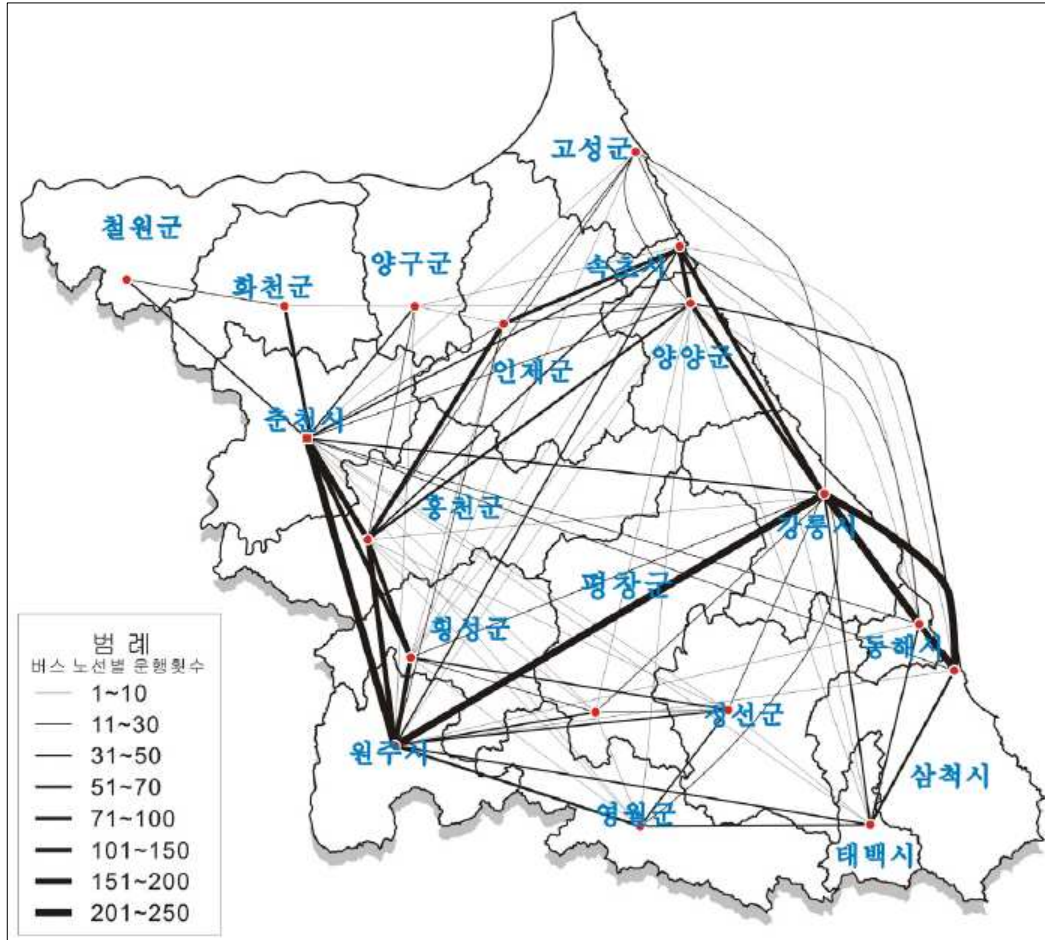 고성군
철원군
양구군
속초시
화천군
양양군
인제군
춘천시
홍천군
강릉시
평창군
횡성군
동해시
정선군
원주시
삼척시
영월군
태백시
범 례
버스 노선별 운행횟수
1~10
11~30
31~50
51~70
71~100
101~150
151~200
201~250